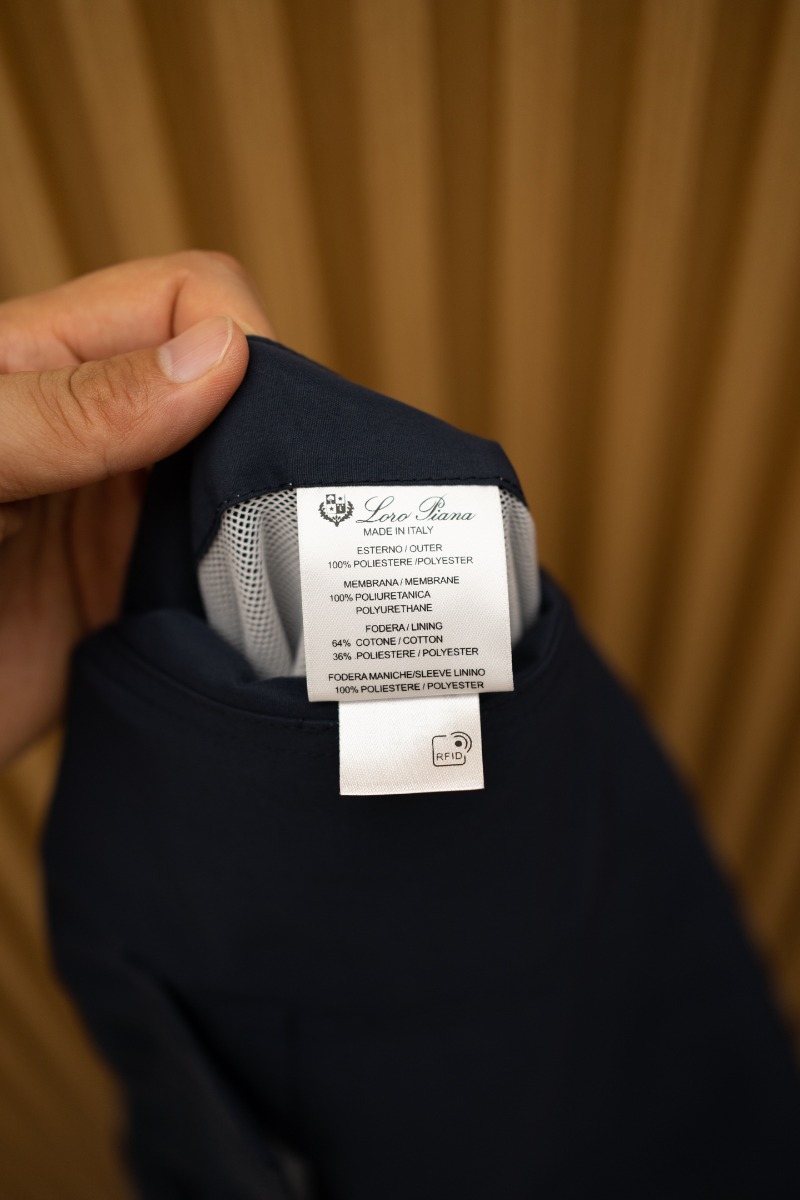 Loro Piana
MADE IN ITALY
ESTERNO / OUTER
100% POLIESTERE /POLYESTER
MEMBRANA / MEMBRANE
100% POLIURETANICA
POLYURETHANE
FODERA / LINING
64% COTONE / COTTON
36% POLIESTERE / POLYESTER
FODERA MANICHE/SLEEVE LININO
100% POLIESTERE / POLYESTER
RFID